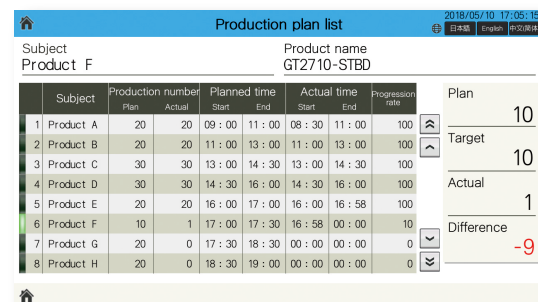 Production plan list
2018/05/10 17:05:15
日本語 English 中文(簡体
Subject Product name
Product F GT2710-STBD
Subject Production number Planned time Actual time Progression rate
Plan Actual Start End Start End
1 Product A 20 20 09 : 00 11 : 00 08 : 30 11 : 00 100
2 Product B 20 20 11 : 00 13 : 00 11 : 00 13 : 00 100
3 Product C 30 30 13 : 00 14 : 30 13 : 00 14 : 30 100
4 Product D 30 30 14 : 30 16 : 00 14 : 30 16 : 00 100
5 Product E 20 20 16 : 00 17 : 00 16 : 00 16 : 58 100
6 Product F 10 1 17 : 00 17 : 30 16 : 58 00 : 00 10
7 Product G 20 0 17 : 30 18 : 30 00 : 00 00 : 00 0
8 Product H 20 0 18 : 30 19 : 00 00 : 00 00 : 00 0
Plan
10
Target
10
Actual
1
Difference
-9